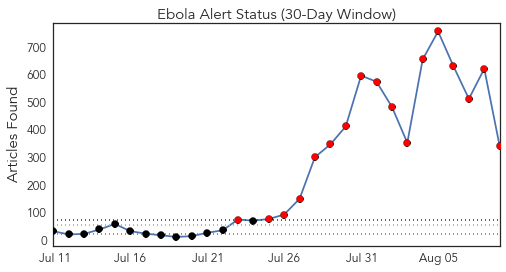 Ebola Alert Status (30-Day Window)
Articles Found
700
600
500
400
300
200
100
0
Jul 11 Jul 16 Jul 21 Jul 26 Jul 31 Aug 05